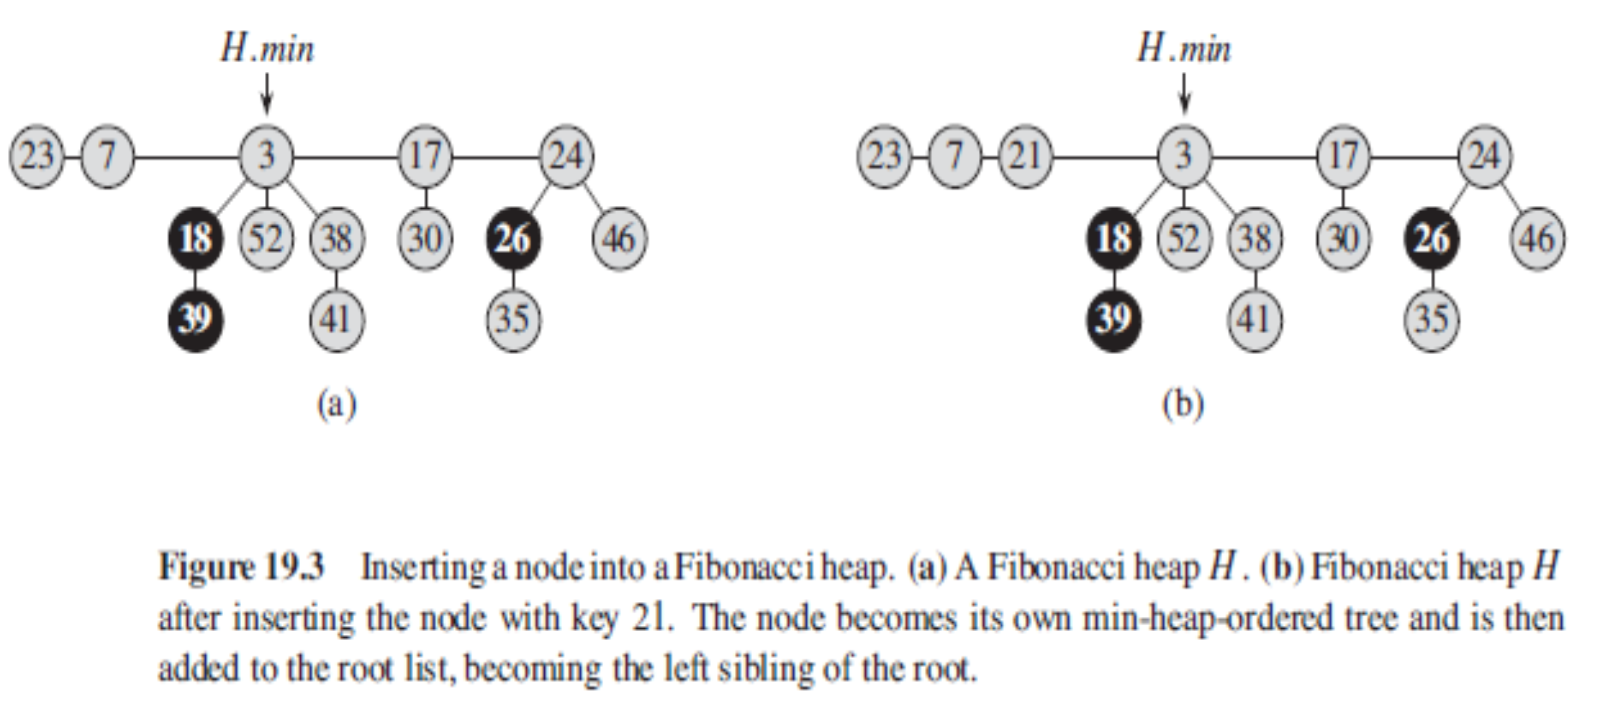 H.min H.min
23 7 3 17 24 23 7 21 3 17 24
18 52 38 30 26 46 18 52 38 30 26 46
39 41 35 39 41 35
(a) (b)
Figure 19.3 Inserting a node into a Fibonacci heap. (a) A Fibonacci heap H. (b) Fibonacci heap H
after inserting the node with key 21. The node becomes its own min-heap-ordered tree and is then
added to the root list, becoming the left sibling of the root.